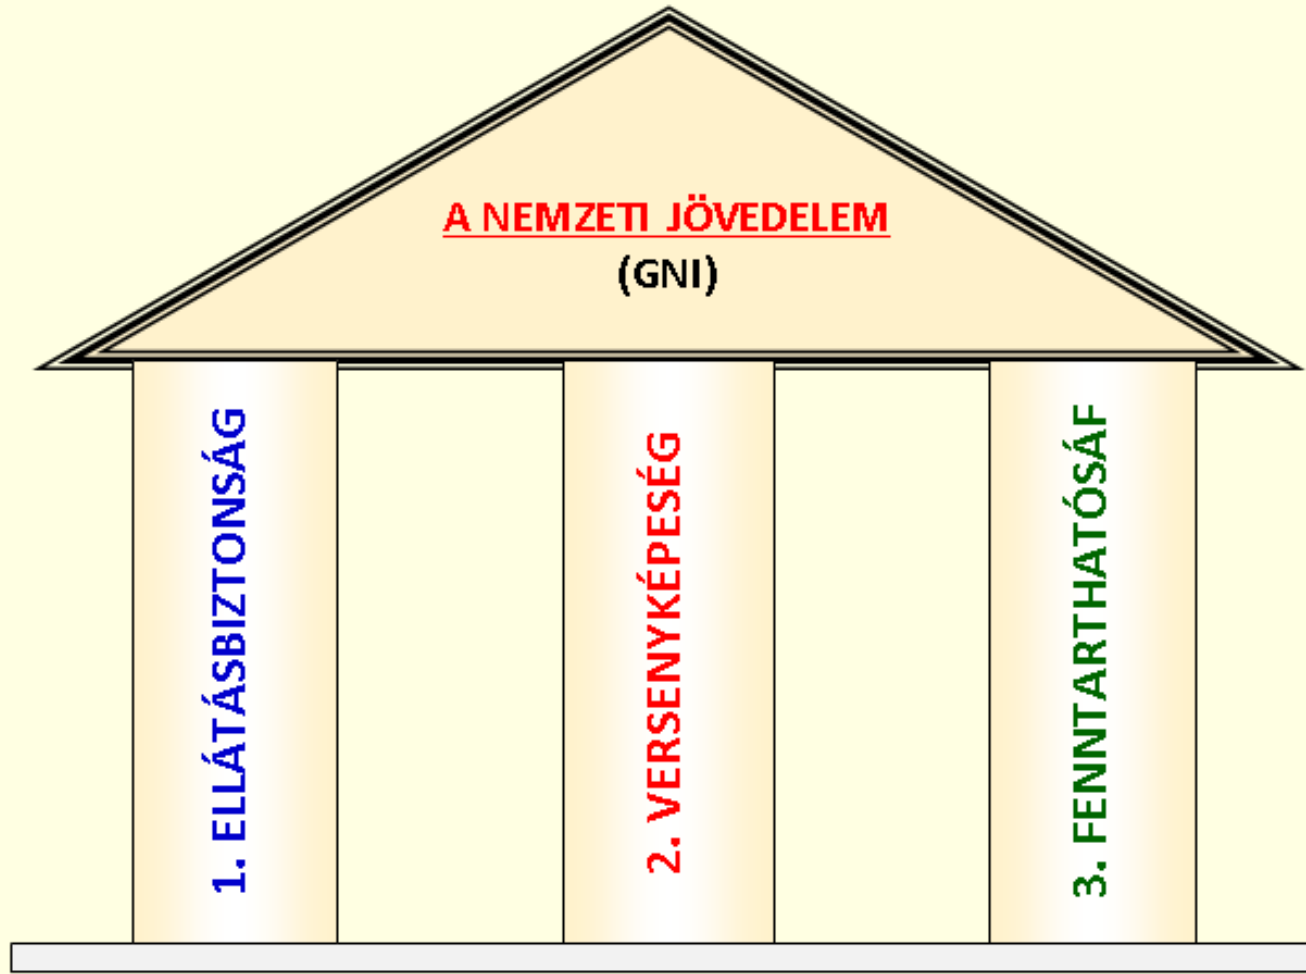 A NEMZETI JÖVEDELEM
(GNI)
1. ELLÁTÁSBIZTONSÁG
2. VERSENYKÉPESÉG
3. FENNTARTHATÓSÁF